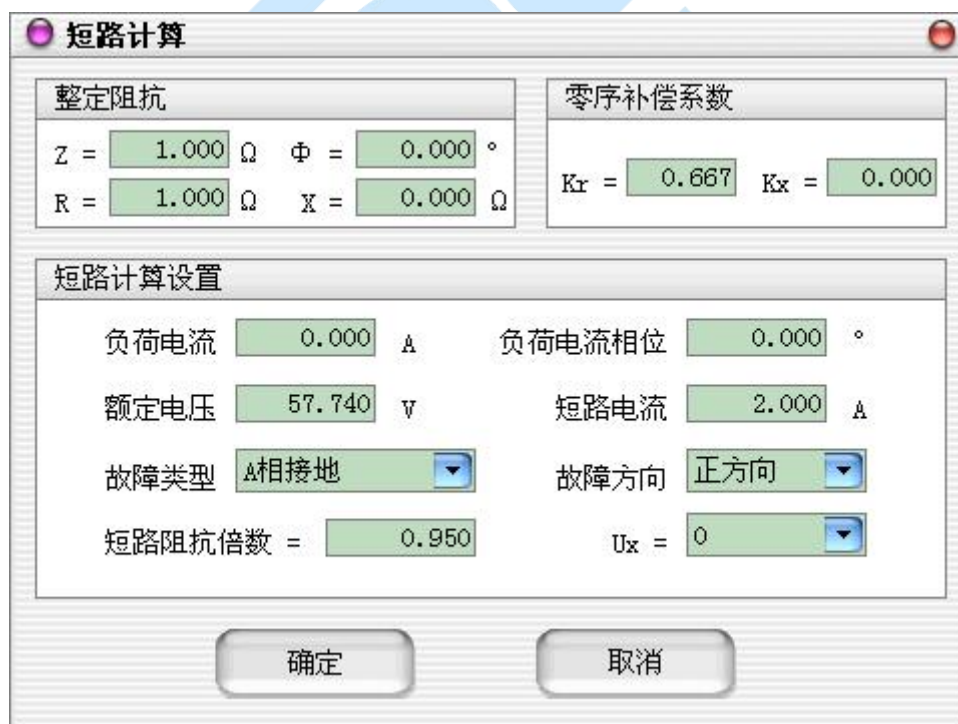 短路计算
整定阻抗
Z = 1.000 Ω Φ = 0.000 °
R = 1.000 Ω X = 0.000 Ω
零序补偿系数
Kr = 0.667 Kx = 0.000
短路计算设置
负荷电流 0.000 A 负荷电流相位 0.000 °
额定电压 57.740 V 短路电流 2.000 A
故障类型 A相接地 故障方向 正方向
短路阻抗倍数 = 0.950 Ux = 0
确定 取消